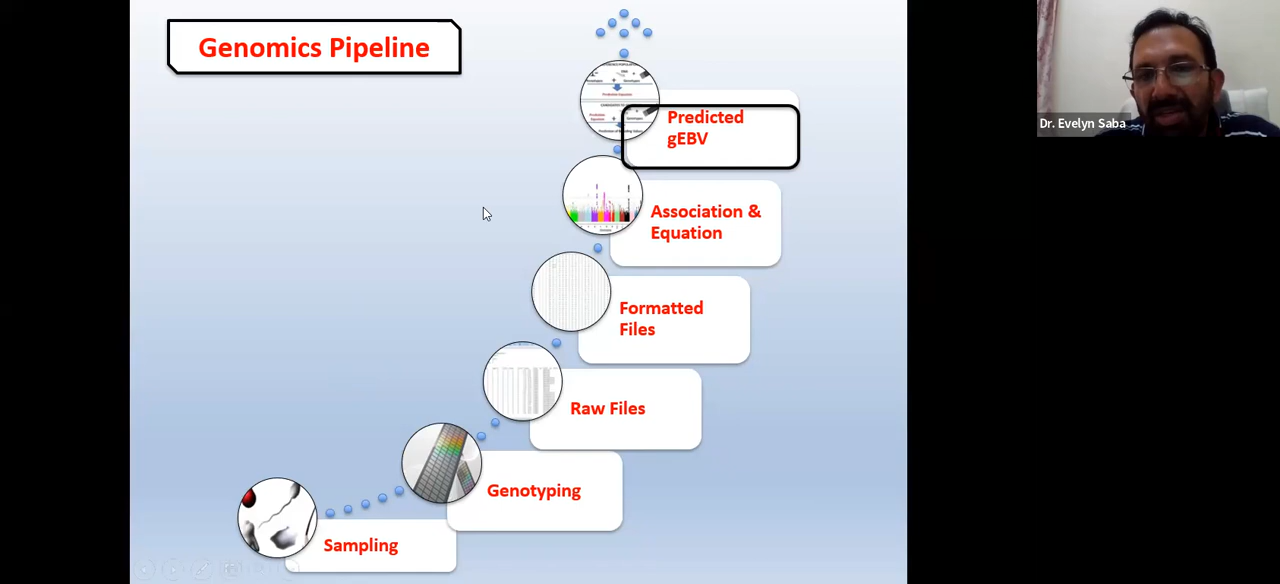 Genomics Pipeline
Dr. Evelyn Saba
Predicted
gEBV
Association &
Equation
Formatted
Files
Raw Files
Genotyping
Sampling